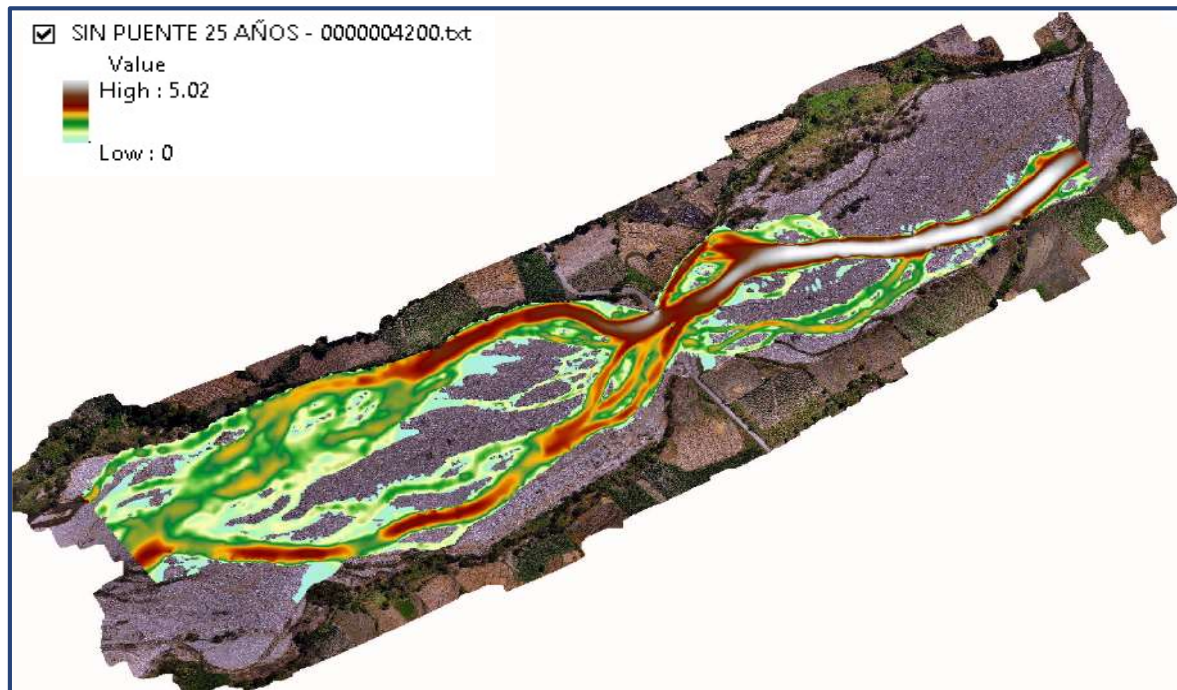 SIN PUENTE 25 AÑOS - 0000004200.txt
Value
High : 5.02
Low : 0